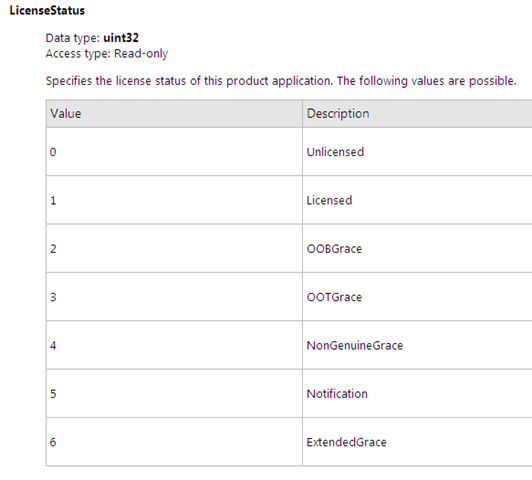 LicenseStatus
Data type: uint32
Access type: Read-only
Specifies the license status of this product application. The following values are possible.
Value Description
0 Unlicensed
1 Licensed
2 OOBGrace
3 OOTGrace
4 NonGenuineGrace
5 Notification
6 ExtendedGrace